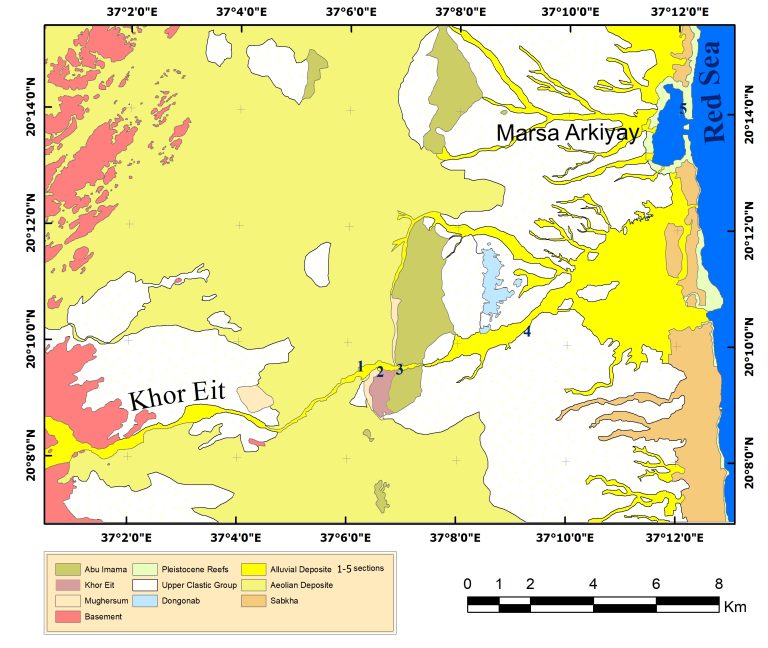 37°2'0"E 37°4'0"E 37°6'0"E 37°8'0"E 37°10'0"E 37°12'0"E
20°14'0"N 20°14'0"N
Red Sea
5
Marsa Arkiyay
20°12'0"N 20°12'0"N
20°10'0"N 20°10'0"N
4
1 2 3
Khor Eit
20°8'0"N 20°8'0"N
37°2'0"E 37°4'0"E 37°6'0"E 37°8'0"E 37°10'0"E 37°12'0"E
Abu Imama Pleistocene Reefs Alluvial Deposite 1-5 sections
Khor Eit Upper Clastic Group Aeolian Deposite
Mughersum Dongonab Sabkha
Basement
0 1 2 4 6 8
Km